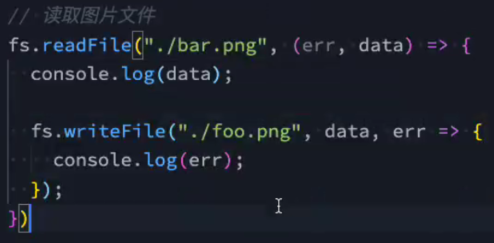 // 读取图片文件
fs.readFile("./bar.png", (err, data) => {
  console.log(data);

  fs.writeFile("./foo.png", data, err => {
    console.log(err);
  });
})